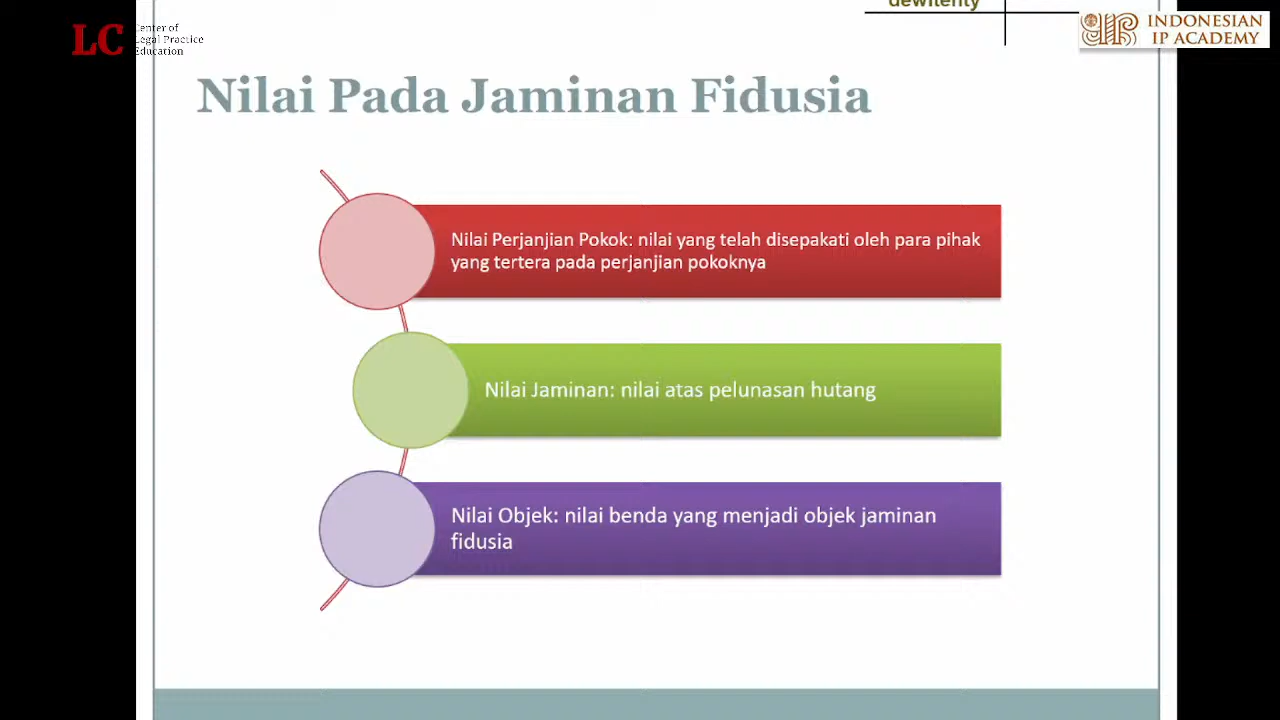 dewitenty
LC
Center of
Legal Practice
Education
INDONESIAN
IP ACADEMY
Nilai Pada Jaminan Fidusia
Nilai Perjanjian Pokok: nilai yang telah disepakati oleh para pihak
yang tertera pada perjanjian pokoknya
Nilai Jaminan: nilai atas pelunasan hutang
Nilai Objek: nilai benda yang menjadi objek jaminan
fidusia